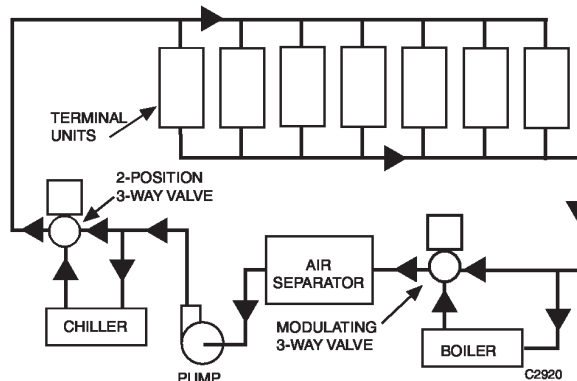 TERMINAL
UNITS
2-POSITION
3-WAY VALVE
AIR
SEPARATOR
CHILLER
MODULATING
3-WAY VALVE
BOILER
PUMP
C2920